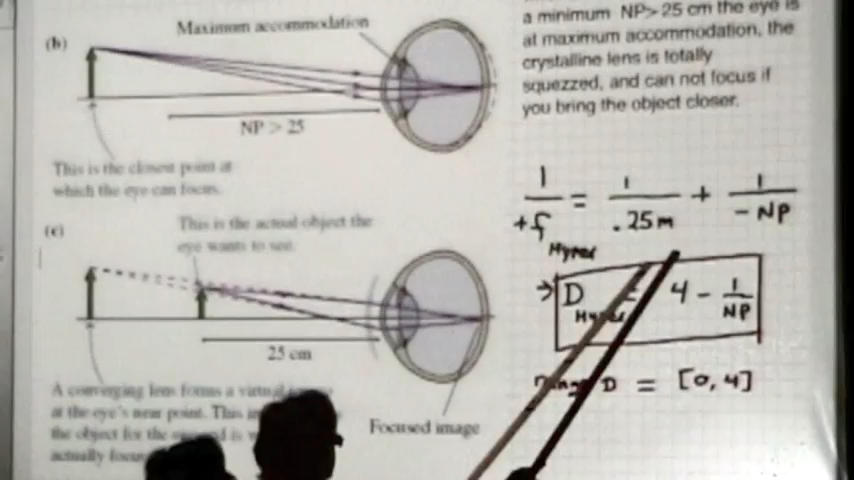 (b)
Maximum accommodation
NP > 25
This is the closest point at
which the eye can focus.
(c)
This is the actual object the
eye wants to see.
25 cm
A converging lens forms a virtual
at the eye's near point. This
the object for the
actually
Focused image
a minimum NP>25 cm the eye is
at maximum accommodation, the
crystalline lens is totally
squezzed, and can not focus if
you bring the object closer.
1/+f = 1/.25m + 1/-NP
Hyper
→ D = 4 - 1/NP
D = [0,4]